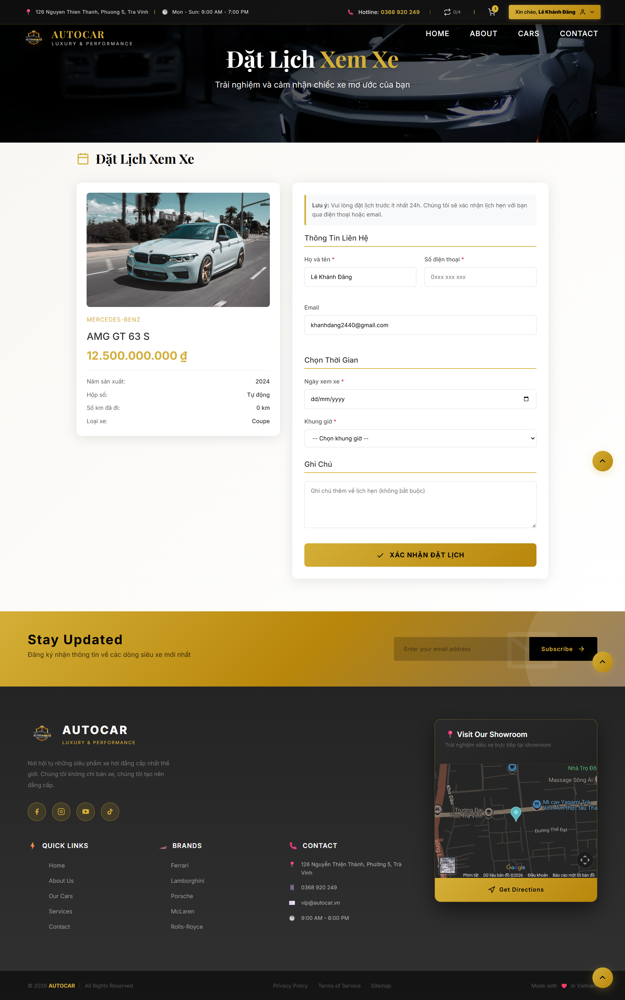 126 Nguyen Thien Thanh, Phuong 5, Tra Vinh
Mon - Sun: 9:00 AM - 7:00 PM
Hotline: 0368 920 249
0/4
1
Xin chào, Lê Khánh Đăng
AUTO PARTS
AUTOCAR
LUXURY & PERFORMANCE
HOME
ABOUT
CARS
CONTACT
Đặt Lịch Xem Xe
Trải nghiệm và cảm nhận chiếc xe mơ ước của bạn
Đặt Lịch Xem Xe
MERCEDES-BENZ
AMG GT 63 S
12.500.000.000 ₫
Năm sản xuất: 2024
Hộp số: Tự động
Số km đã đi: 0 km
Loại xe: Coupe
Lưu ý: Vui lòng đặt lịch trước ít nhất 24h. Chúng tôi sẽ xác nhận lịch hẹn với bạn
qua điện thoại hoặc email.
Thông Tin Liên Hệ
Họ và tên *
Số điện thoại *
Lê Khánh Đăng
0xxx xxx xxx
Email
khanhdang2440@gmail.com
Chọn Thời Gian
Ngày xem xe *
dd/mm/yyyy
Khung giờ *
-- Chọn khung giờ --
Ghi Chú
Ghi chú thêm về lịch hẹn (không bắt buộc)
XÁC NHẬN ĐẶT LỊCH
Stay Updated
Đăng ký nhận thông tin về các dòng siêu xe mới nhất
Enter your email address
Subscribe
AUTO PARTS
AUTOCAR
LUXURY & PERFORMANCE
Nơi hội tụ những siêu phẩm xe hơi đẳng cấp nhất thế
giới. Chúng tôi không chỉ bán xe, chúng tôi tạo nên
đẳng cấp.
QUICK LINKS
Home
About Us
Our Cars
Services
Contact
BRANDS
Ferrari
Lamborghini
Porsche
McLaren
Rolls-Royce
CONTACT
126 Nguyễn Thiện Thành, Phường 5, Trà
Vinh
0368 920 249
vip@autocar.vn
9:00 AM - 8:00 PM
Visit Our Showroom
Trải nghiệm siêu xe trực tiếp tại showroom
Nhà Trọ Đồ
Massage Sông Ái
Kho Dầu
Mì cay Yagami Trà
Vinh Ẩm thực lẩu Thá
Trường Đại
Học Trà Vinh
Đường Thế Đạt
Google
Phím tắt
Dữ liệu bản đồ ©2026
Điều khoản
Báo cáo một lỗi bản đồ
Get Directions
© 2026 AUTOCAR | All Rights Reserved
Privacy Policy
Terms of Service
Sitemap
Made with ❤️ in Vietnam